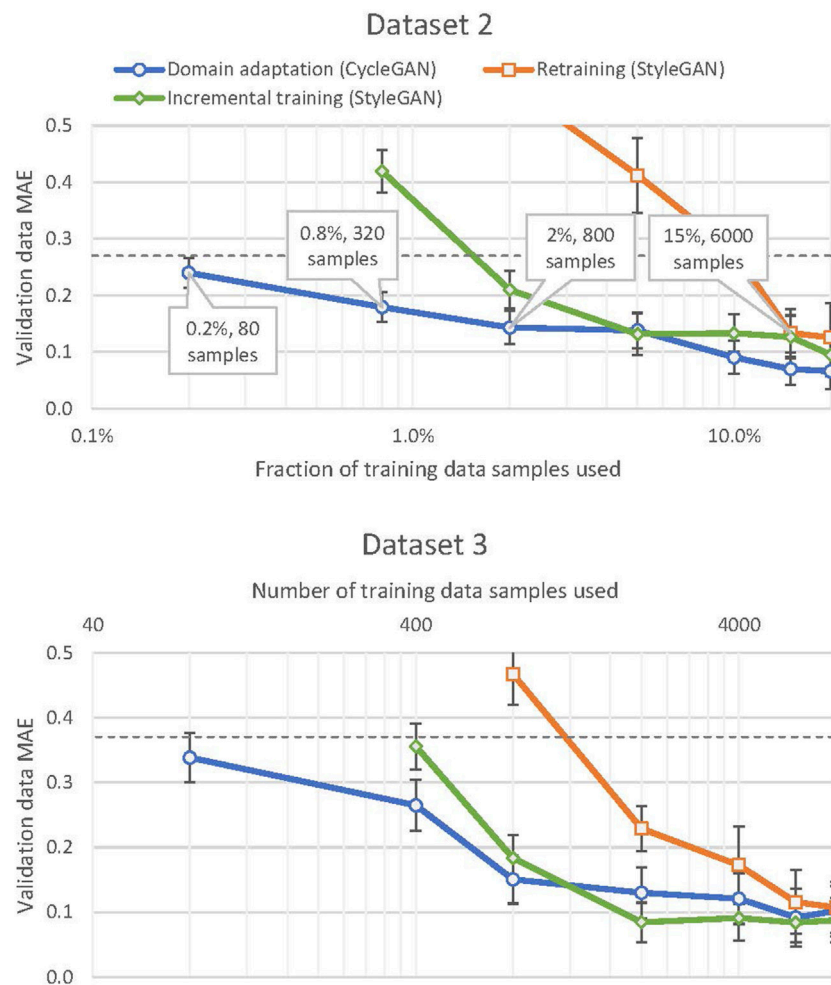 Dataset 2
Domain adaptation (CycleGAN)
Retraining (StyleGAN)
Incremental training (StyleGAN)
Validation data MAE
0.5
0.4
0.3
0.2
0.1
0.0
0.2%, 80
samples
0.8%, 320
samples
2%, 800
samples
15%, 6000
samples
0.1%
1.0%
10.0%
Fraction of training data samples used
Dataset 3
Number of training data samples used
40
400
4000
Validation data MAE
0.5
0.4
0.3
0.2
0.1
0.0